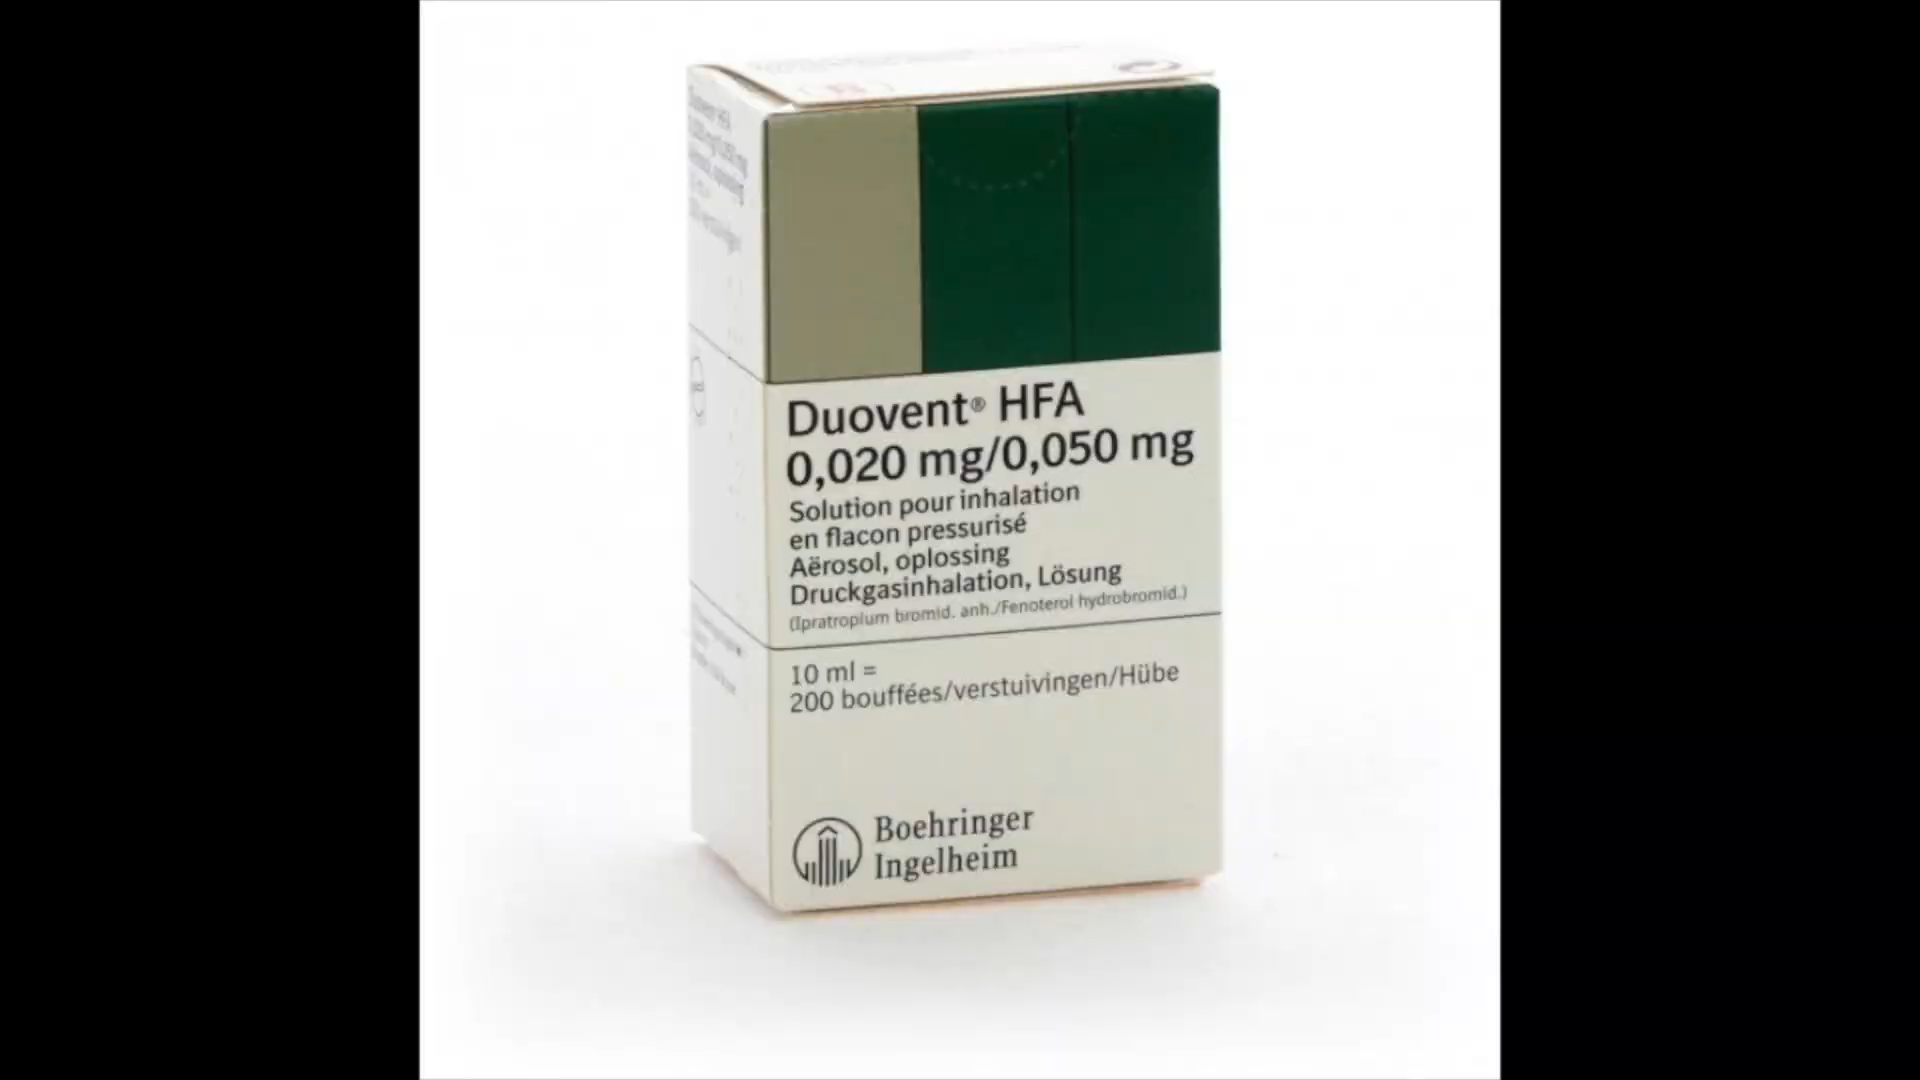 Duovent® HFA
0,020 mg/0,050 mg
Solution pour inhalation
en flacon pressurisé
Aërosol, oplossing
Druckgasinhalation, Lösung
(Ipratropium bromid. anh./Fenoterol hydrobromid.)
10 ml =
200 bouffées/verstuivingen/Hübe
Boehringer
Ingelheim